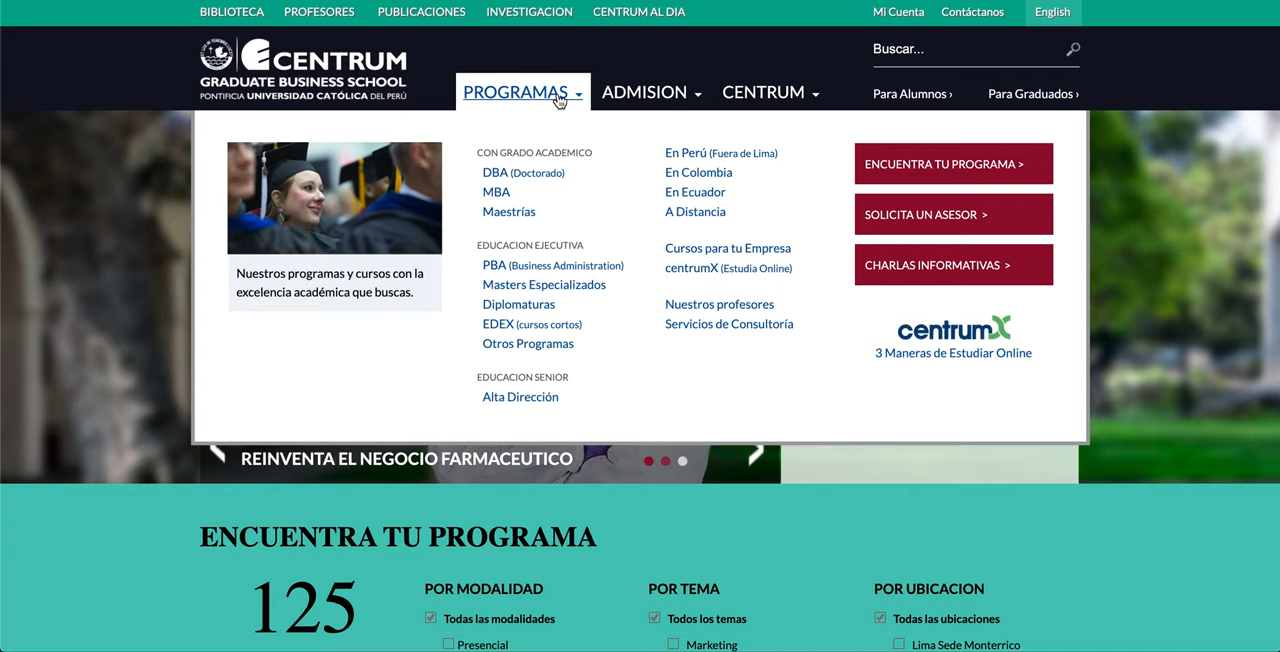 BIBLIOTECA PROFESORES PUBLICACIONES INVESTIGACION CENTRUM AL DIA Mi Cuenta Contáctanos English
CENTRUM
GRADUATE BUSINESS SCHOOL
PONTIFICIA UNIVERSIDAD CATÓLICA DEL PERÚ
Buscar...
PROGRAMAS ADMISION CENTRUM
Para Alumnos › Para Graduados ›
Nuestros programas y cursos con la
excelencia académica que buscas.
CON GRADO ACADEMICO
DBA (Doctorado)
MBA
Maestrías
EDUCACION EJECUTIVA
PBA (Business Administration)
Masters Especializados
Diplomaturas
EDEX (cursos cortos)
Otros Programas
EDUCACION SENIOR
Alta Dirección
En Perú (Fuera de Lima)
En Colombia
En Ecuador
A Distancia
Cursos para tu Empresa
centrumX (Estudia Online)
Nuestros profesores
Servicios de Consultoría
ENCUENTRA TU PROGRAMA >
SOLICITA UN ASESOR >
CHARLAS INFORMATIVAS >
centrumX
3 Maneras de Estudiar Online
REINVENTA EL NEGOCIO FARMACEUTICO
ENCUENTRA TU PROGRAMA
125
POR MODALIDAD
Todas las modalidades
Presencial
POR TEMA
Todos los temas
Marketing
POR UBICACION
Todas las ubicaciones
Lima Sede Monterrico